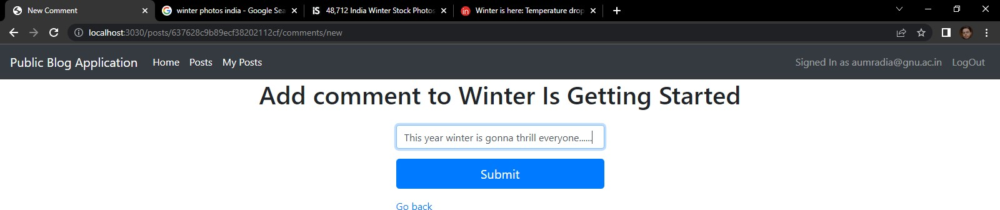 New Comment
winter photos india - Google Sea
iS 48,712 India Winter Stock Photos
in Winter is here: Temperature drop
localhost:3030/posts/637628c9b89ecf38202112cf/comments/new
Public Blog Application Home Posts My Posts Signed In as aumradia@gnu.ac.in LogOut
Add comment to Winter Is Getting Started
This year winter is gonna thrill everyone......
Submit
Go back